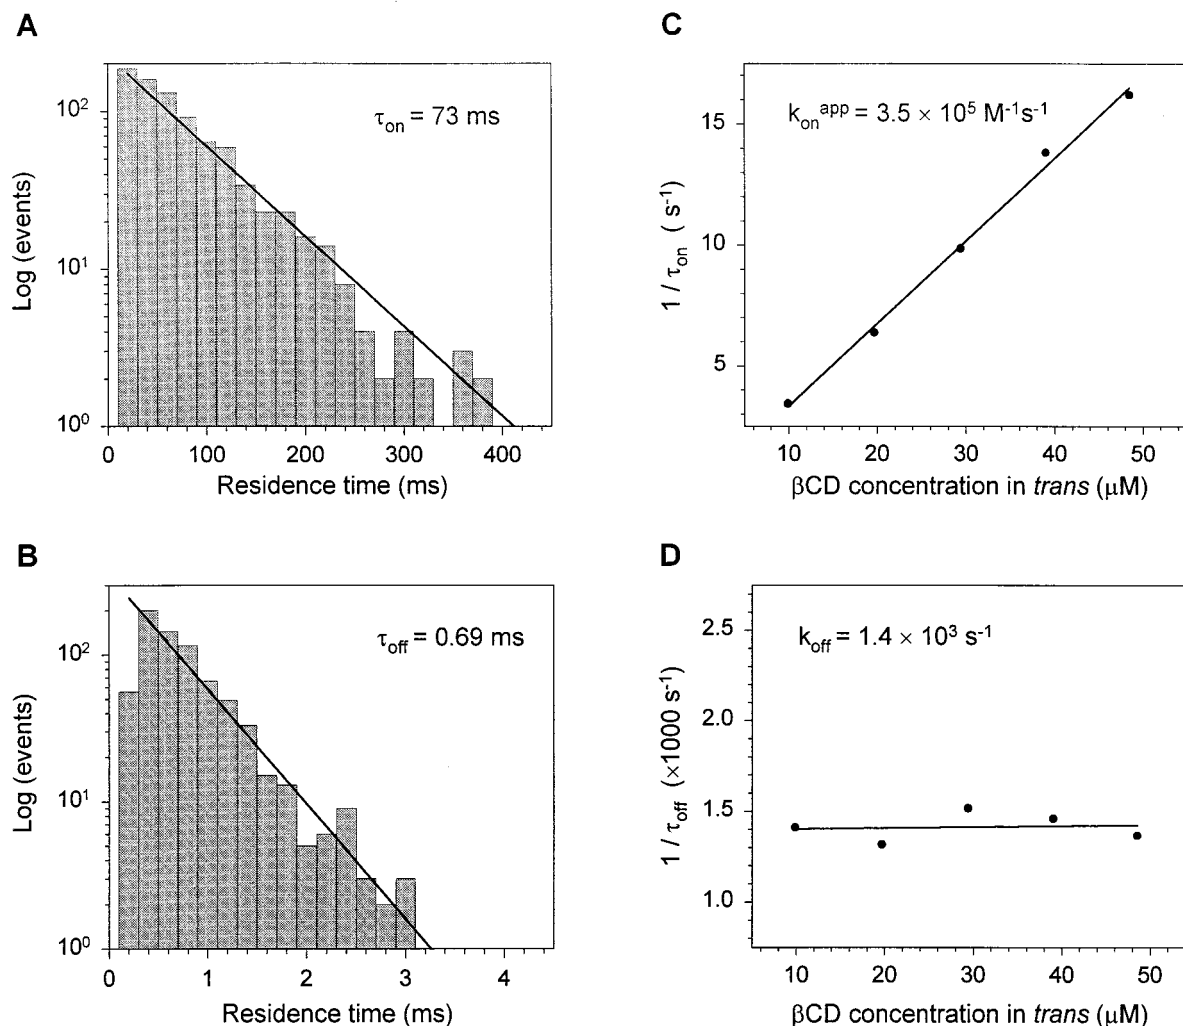 A
Log (events)
10²
10¹
10⁰
τon = 73 ms
0 100 200 300 400
Residence time (ms)
B
Log (events)
10²
10¹
10⁰
τoff = 0.69 ms
0 1 2 3 4
Residence time (ms)
C
1 / τon ( s⁻¹)
15
10
5
konᵃᵖᵖ = 3.5 × 10⁵ M⁻¹s⁻¹
10 20 30 40 50
βCD concentration in trans (μM)
D
1 / τoff (×1000 s⁻¹)
2.5
2.0
1.5
1.0
koff = 1.4 × 10³ s⁻¹
10 20 30 40 50
βCD concentration in trans (μM)